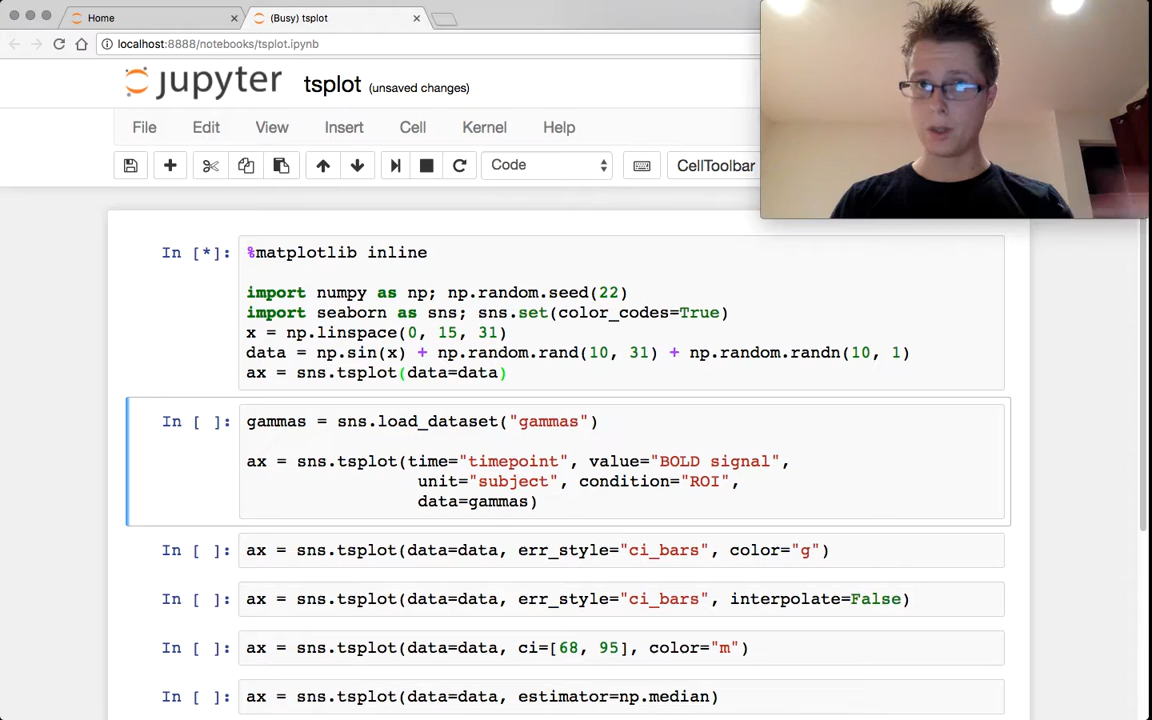 Home
(Busy) tsplot
localhost:8888/notebooks/tsplot.ipynb
jupyter tsplot (unsaved changes)
File Edit View Insert Cell Kernel Help
Code CellToolbar
In [*]: %matplotlib inline
import numpy as np; np.random.seed(22)
import seaborn as sns; sns.set(color_codes=True)
x = np.linspace(0, 15, 31)
data = np.sin(x) + np.random.rand(10, 31) + np.random.randn(10, 1)
ax = sns.tsplot(data=data)
In [ ]: gammas = sns.load_dataset("gammas")
ax = sns.tsplot(time="timepoint", value="BOLD signal",
unit="subject", condition="ROI",
data=gammas)
In [ ]: ax = sns.tsplot(data=data, err_style="ci_bars", color="g")
In [ ]: ax = sns.tsplot(data=data, err_style="ci_bars", interpolate=False)
In [ ]: ax = sns.tsplot(data=data, ci=[68, 95], color="m")
In [ ]: ax = sns.tsplot(data=data, estimator=np.median)